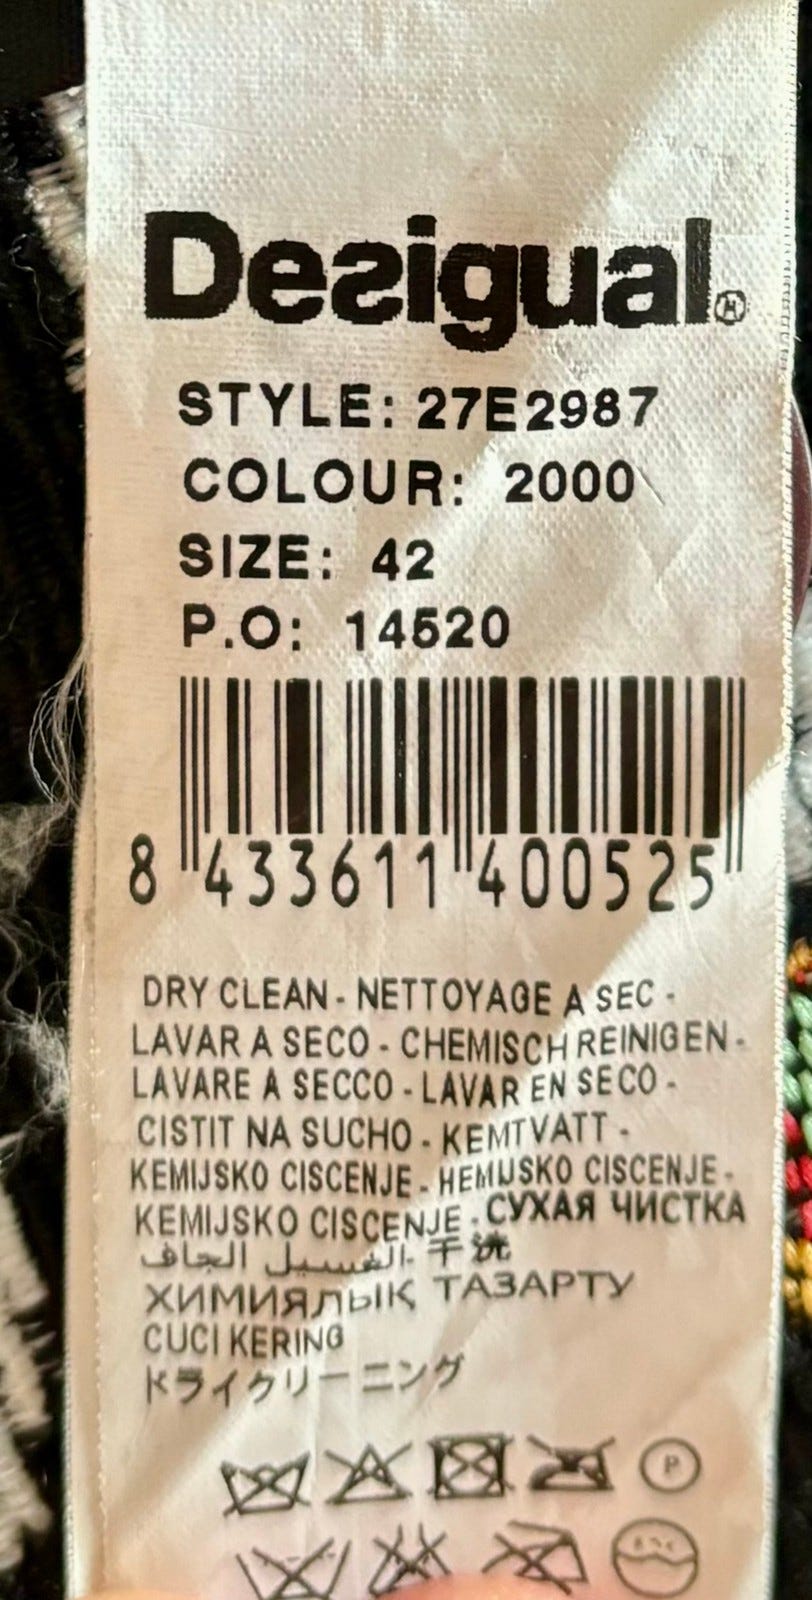 Desigual®
STYLE: 27E2987
COLOUR: 2000
SIZE: 42
P.O: 14520
8 433611 400525
DRY CLEAN - NETTOYAGE A SEC -
LAVAR A SECO - CHEMISCH REINIGEN -
LAVARE A SECCO - LAVAR EN SECO -
CISTIT NA SUCHO - KEMTVATT -
KEMIJSKO CISCENJE - HEMIJSKO CISCENJE -
KEMIJSKO CISCENJE - СУХАЯ ЧИСТКА
الغسيل الجاف - 干洗
ХИМИЯЛЫК ТАЗАРТУ
CUCI KERING
ドライクリーニング
P